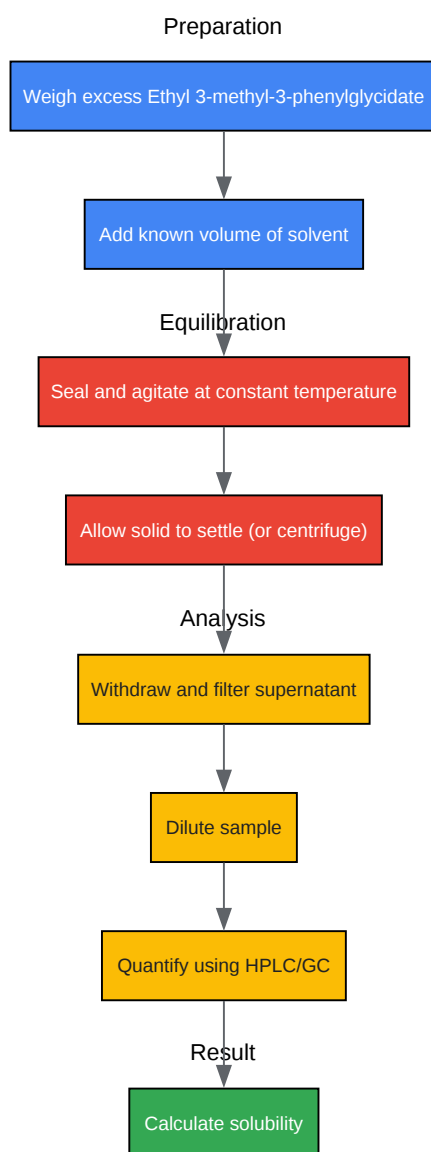 Preparation
Weigh excess Ethyl 3-methyl-3-phenylglycidate
Add known volume of solvent
Equilibration
Seal and agitate at constant temperature
Allow solid to settle (or centrifuge)
Analysis
Withdraw and filter supernatant
Dilute sample
Quantify using HPLC/GC
Result
Calculate solubility